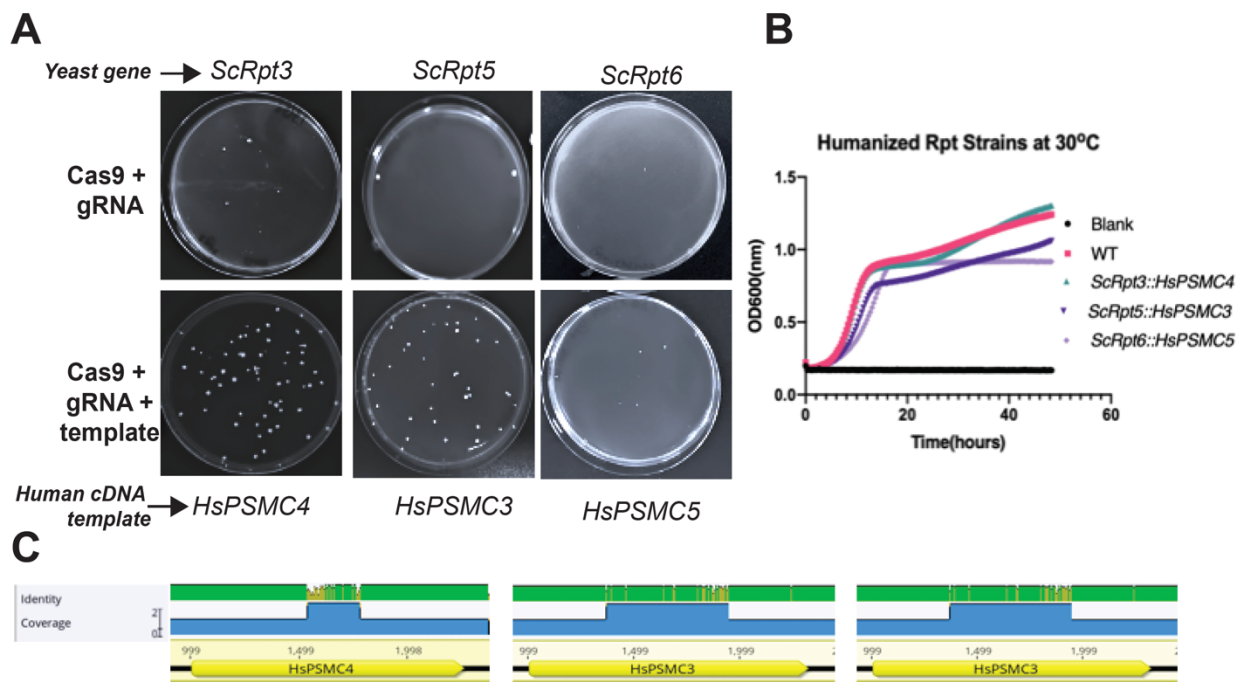 A
Yeast gene
ScRpt3
ScRpt5
ScRpt6
Cas9 +
gRNA
Cas9 +
gRNA +
template
Human cDNA
template
HsPSMC4
HsPSMC3
HsPSMC5
B
Humanized Rpt Strains at 30ºC
OD600(nm)
1.5
1.0
0.5
0.0
0
20
40
60
Time(hours)
Blank
WT
ScRpt3::HsPSMC4
ScRpt5::HsPSMC3
ScRpt6::HsPSMC5
C
Identity
Coverage
2
0
999 1,499 1,998
HsPSMC4
999 1,499 1,999 2
HsPSMC3
999 1,499 1,999
HsPSMC3